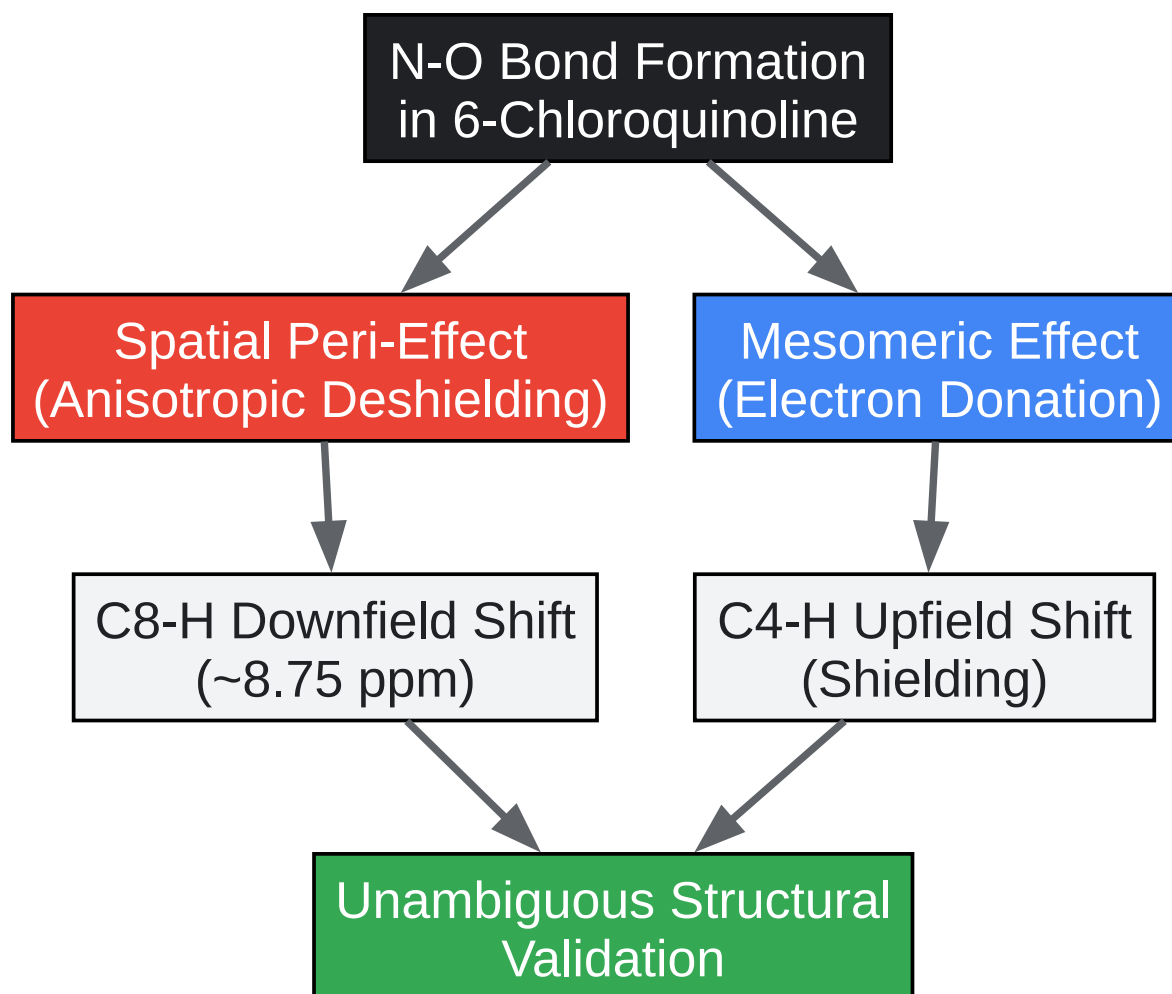 N-O Bond Formation
in 6-Chloroquinoline
Spatial Peri-Effect
(Anisotropic Deshielding)
Mesomeric Effect
(Electron Donation)
C8-H Downfield Shift
(~8.75 ppm)
C4-H Upfield Shift
(Shielding)
Unambiguous Structural
Validation